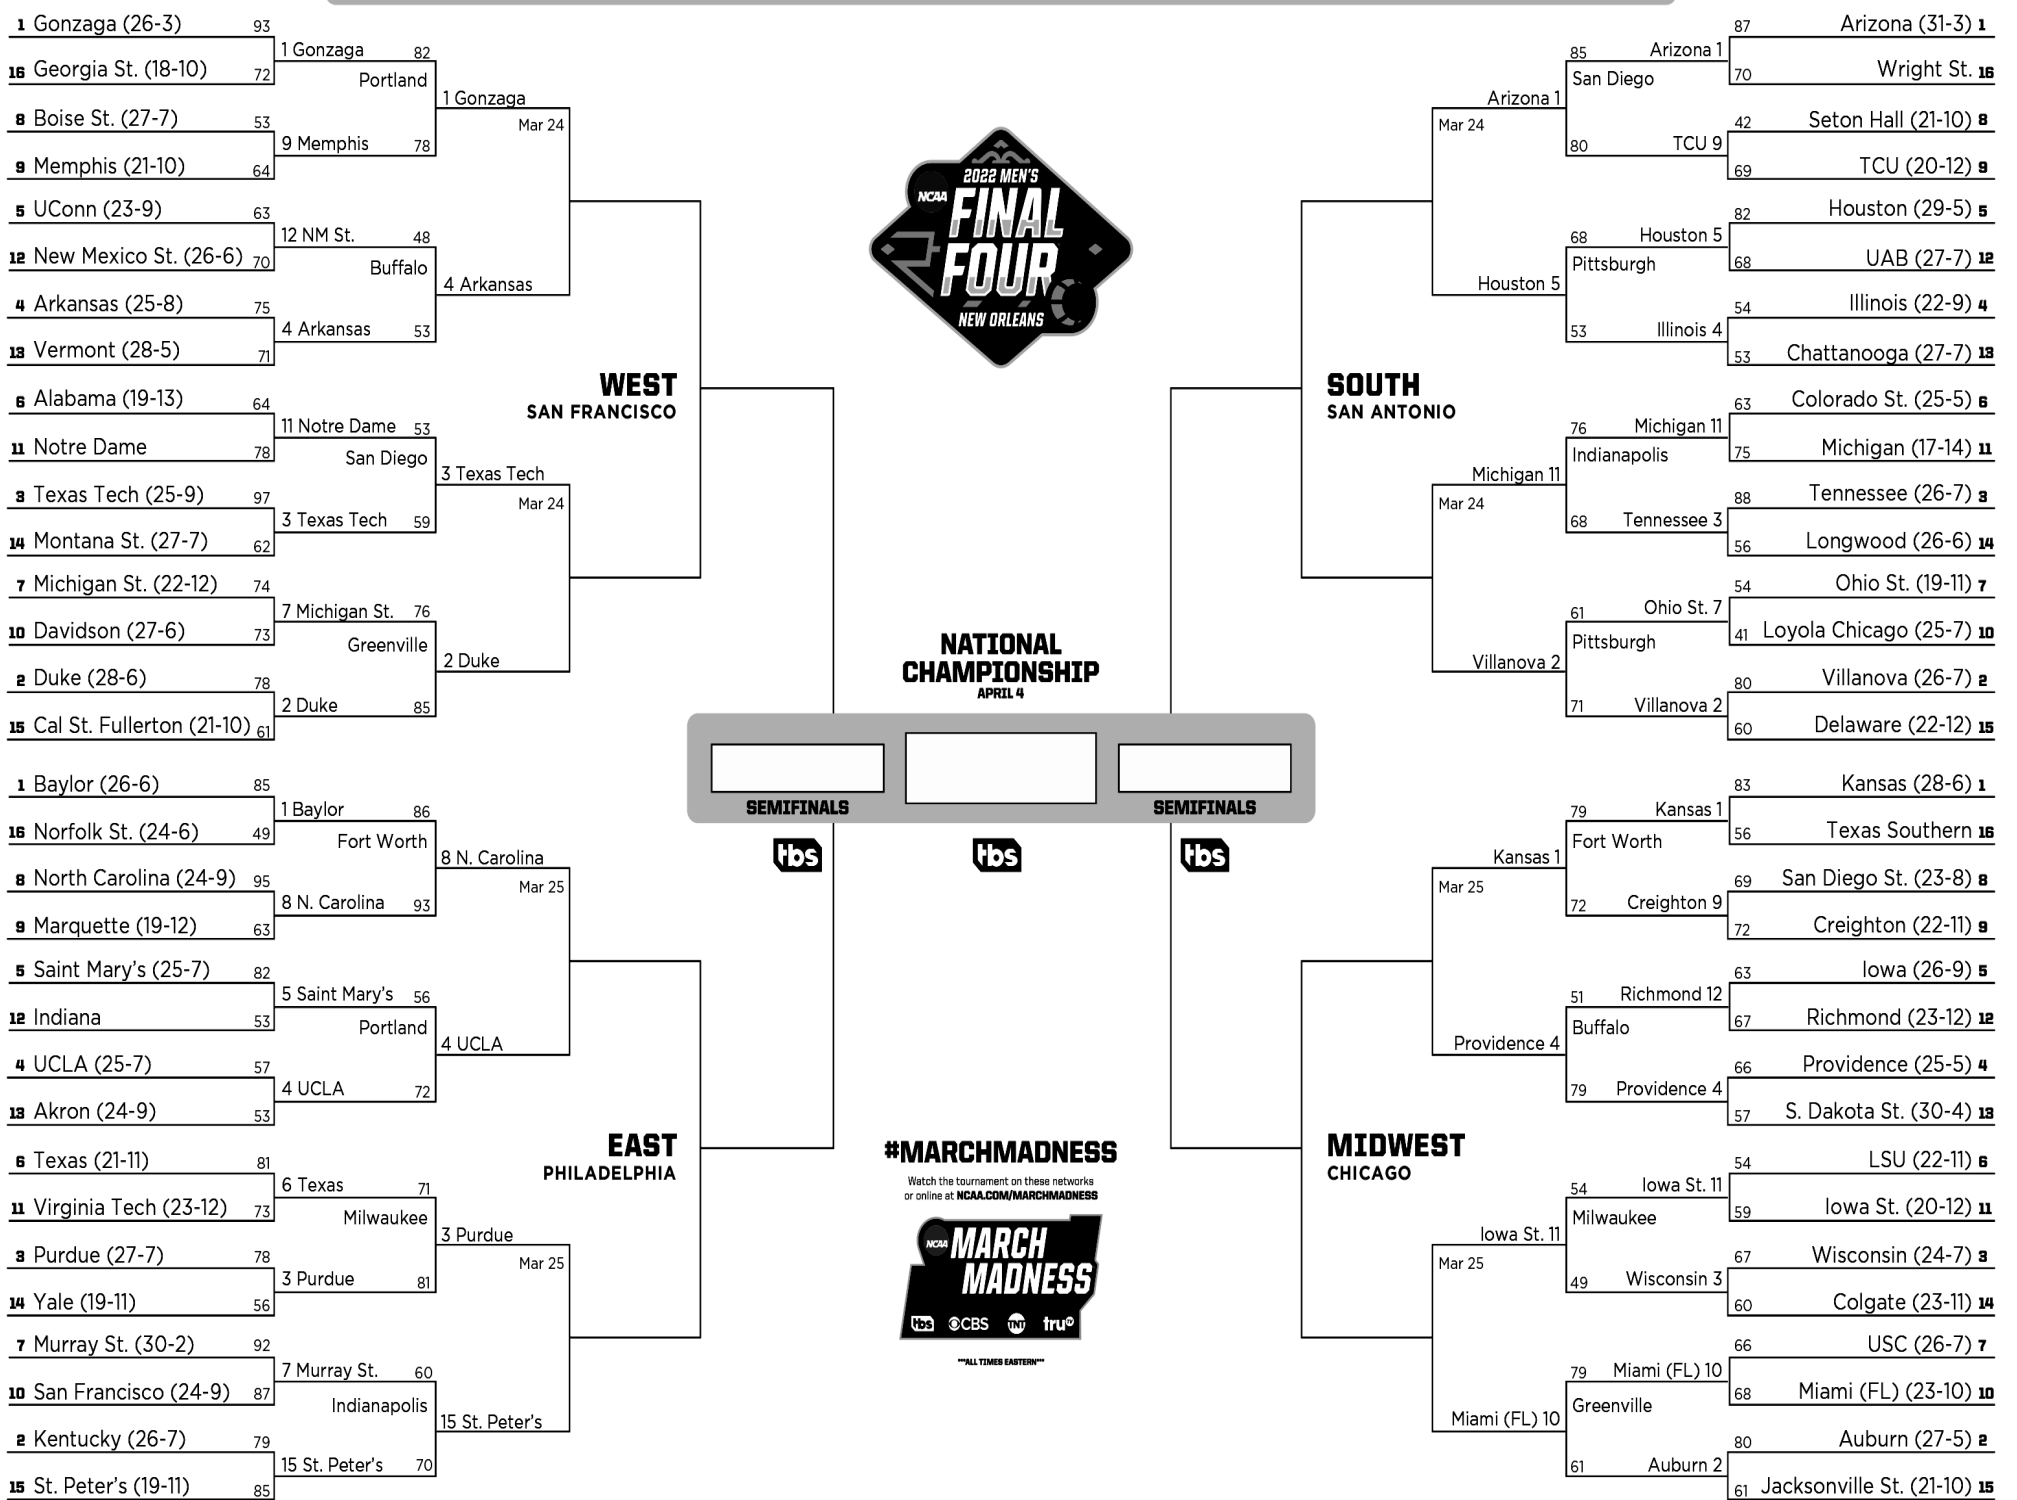 1 Gonzaga (26-3) 93
16 Georgia St. (18-10) 72
8 Boise St. (27-7) 53
9 Memphis (21-10) 64
5 UConn (23-9) 63
12 New Mexico St. (26-6) 70
4 Arkansas (25-8) 75
13 Vermont (28-5) 71
6 Alabama (19-13) 64
11 Notre Dame 78
3 Texas Tech (25-9) 97
14 Montana St. (27-7) 62
7 Michigan St. (22-12) 74
10 Davidson (27-6) 73
2 Duke (28-6) 78
15 Cal St. Fullerton (21-10) 61
1 Gonzaga 82
Portland
9 Memphis 78
12 NM St. 48
Buffalo
4 Arkansas 53
11 Notre Dame 53
San Diego
3 Texas Tech 59
7 Michigan St. 76
Greenville
2 Duke 85
1 Gonzaga
Mar 24
4 Arkansas
3 Texas Tech
Mar 24
2 Duke
WEST
SAN FRANCISCO
1 Baylor (26-6) 85
16 Norfolk St. (24-6) 49
8 North Carolina (24-9) 95
9 Marquette (19-12) 63
5 Saint Mary's (25-7) 82
12 Indiana 53
4 UCLA (25-7) 57
13 Akron (24-9) 53
6 Texas (21-11) 81
11 Virginia Tech (23-12) 73
3 Purdue (27-7) 78
14 Yale (19-11) 56
7 Murray St. (30-2) 92
10 San Francisco (24-9) 87
2 Kentucky (26-7) 79
15 St. Peter's (19-11) 85
1 Baylor 86
Fort Worth
8 N. Carolina 93
5 Saint Mary's 56
Portland
4 UCLA 72
6 Texas 71
Milwaukee
3 Purdue 81
7 Murray St. 60
Indianapolis
15 St. Peter's 70
8 N. Carolina
Mar 25
4 UCLA
3 Purdue
Mar 25
15 St. Peter's
EAST
PHILADELPHIA
2022 MEN'S
NCAA
FINAL
FOUR
NEW ORLEANS
NATIONAL
CHAMPIONSHIP
APRIL 4
SEMIFINALS
SEMIFINALS
tbs
tbs
tbs
#MARCHMADNESS
Watch the tournament on these networks
or online at NCAA.COM/MARCHMADNESS
NCAA
MARCH
MADNESS
tbs CBS TNT truTV
***ALL TIMES EASTERN***
87 Arizona (31-3) 1
70 Wright St. 16
42 Seton Hall (21-10) 8
69 TCU (20-12) 9
82 Houston (29-5) 5
68 UAB (27-7) 12
54 Illinois (22-9) 4
53 Chattanooga (27-7) 13
63 Colorado St. (25-5) 6
75 Michigan (17-14) 11
88 Tennessee (26-7) 3
56 Longwood (26-6) 14
54 Ohio St. (19-11) 7
41 Loyola Chicago (25-7) 10
80 Villanova (26-7) 2
60 Delaware (22-12) 15
85 Arizona 1
San Diego
80 TCU 9
68 Houston 5
Pittsburgh
53 Illinois 4
76 Michigan 11
Indianapolis
68 Tennessee 3
61 Ohio St. 7
Pittsburgh
71 Villanova 2
Arizona 1
Mar 24
Houston 5
Michigan 11
Mar 24
Villanova 2
SOUTH
SAN ANTONIO
83 Kansas (28-6) 1
56 Texas Southern 16
69 San Diego St. (23-8) 8
72 Creighton (22-11) 9
63 Iowa (26-9) 5
67 Richmond (23-12) 12
66 Providence (25-5) 4
57 S. Dakota St. (30-4) 13
54 LSU (22-11) 6
59 Iowa St. (20-12) 11
67 Wisconsin (24-7) 3
60 Colgate (23-11) 14
66 USC (26-7) 7
68 Miami (FL) (23-10) 10
80 Auburn (27-5) 2
61 Jacksonville St. (21-10) 15
79 Kansas 1
Fort Worth
72 Creighton 9
51 Richmond 12
Buffalo
79 Providence 4
54 Iowa St. 11
Milwaukee
49 Wisconsin 3
79 Miami (FL) 10
Greenville
61 Auburn 2
Kansas 1
Mar 25
Providence 4
Iowa St. 11
Mar 25
Miami (FL) 10
MIDWEST
CHICAGO